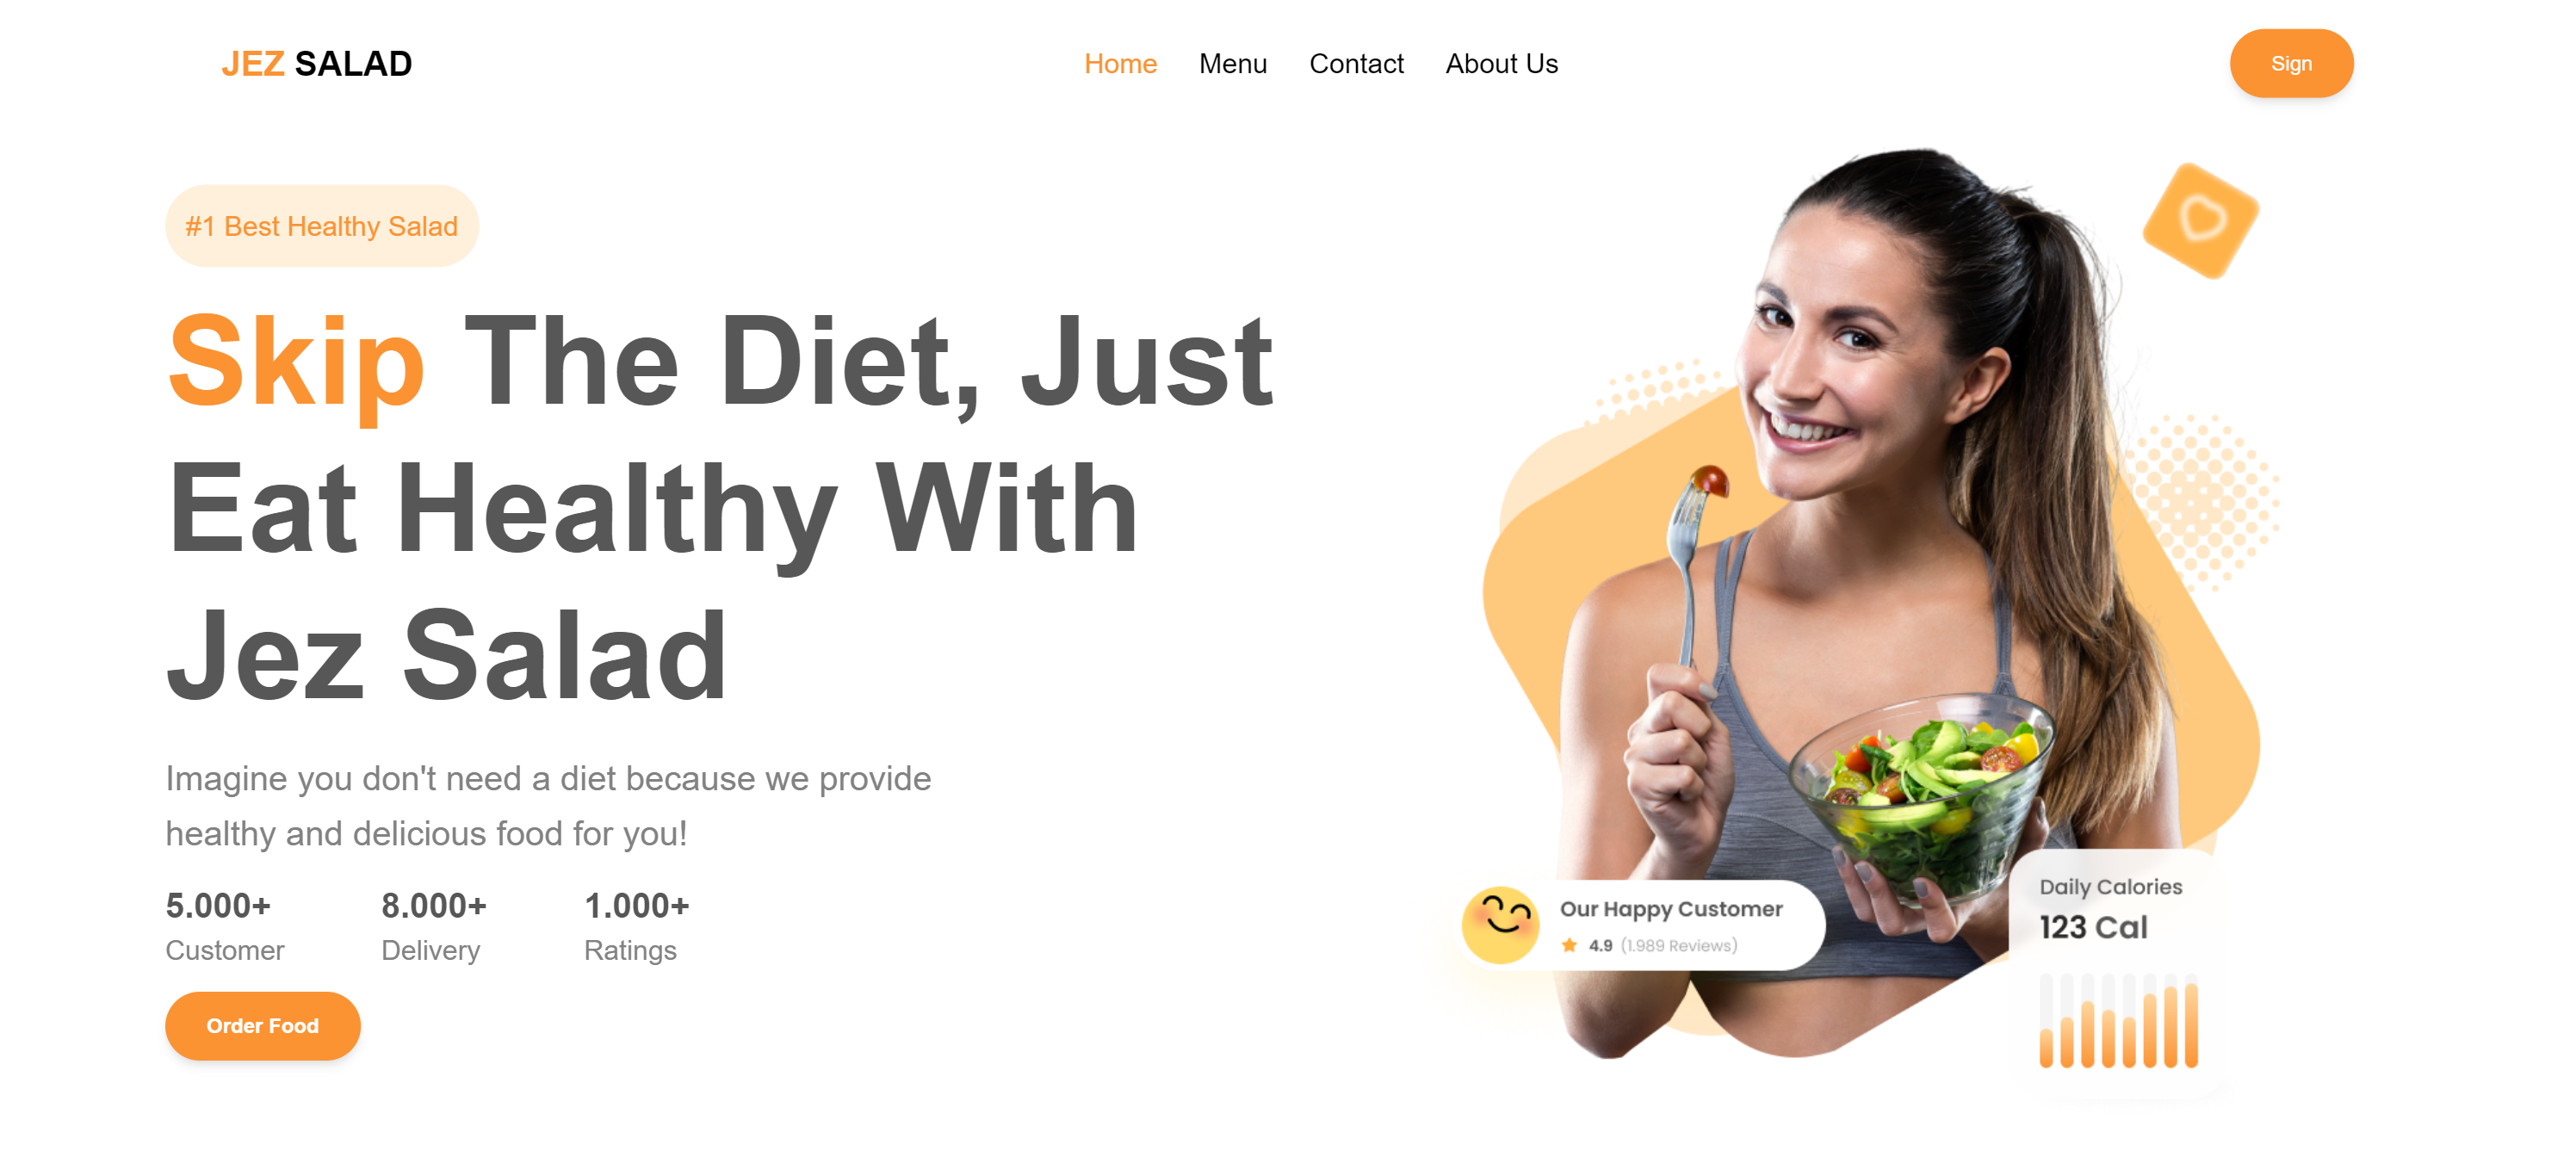 JEZ SALAD
Home Menu Contact About Us
Sign
#1 Best Healthy Salad
Skip The Diet, Just
Eat Healthy With
Jez Salad
Imagine you don't need a diet because we provide
healthy and delicious food for you!
5.000+ 8.000+ 1.000+
Customer Delivery Ratings
Order Food
Our Happy Customer
4.9 (1.989 Reviews)
Daily Calories
123 Cal